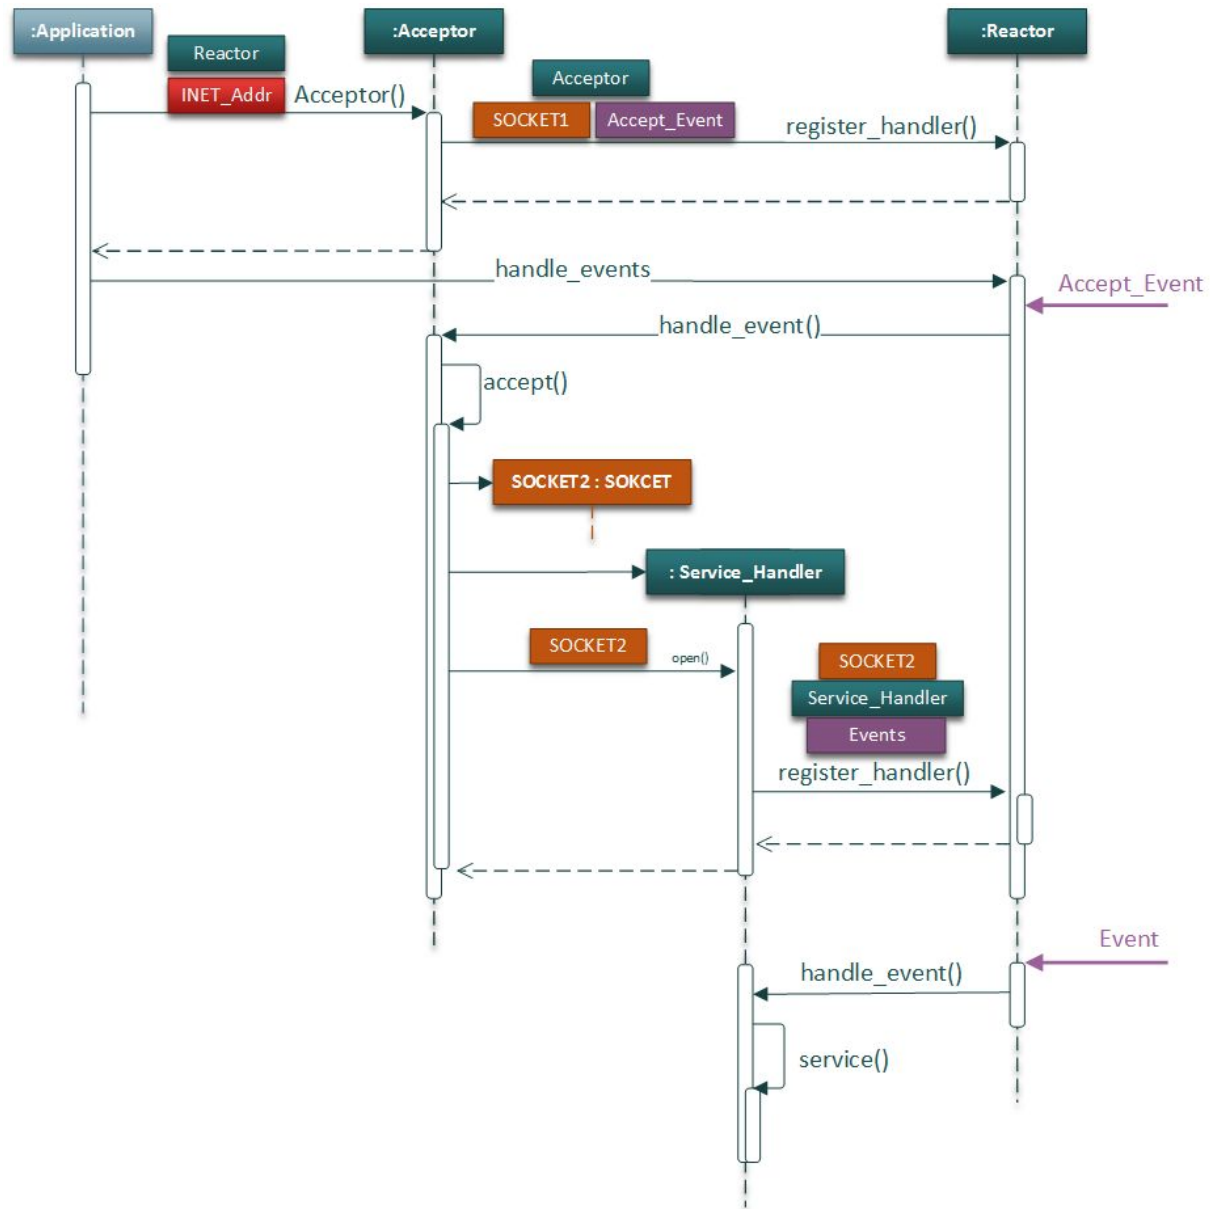 :Application
:Acceptor
:Reactor
Reactor
INET_Addr
Acceptor()
Acceptor
SOCKET1
Accept_Event
register_handler()
handle_events
Accept_Event
handle_event()
accept()
SOCKET2 : SOKCET
: Service_Handler
SOCKET2
open()
SOCKET2
Service_Handler
Events
register_handler()
Event
handle_event()
service()